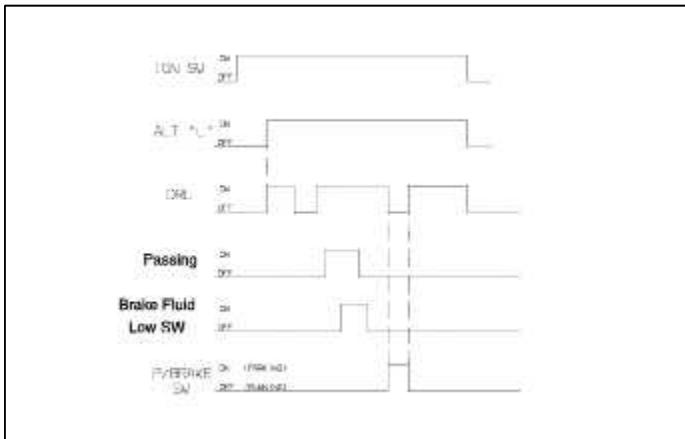 IGN SW ON
OFF
ALT "L" ON
OFF
DRL ON
OFF
Passing ON
OFF
Brake Fluid ON
Low SW OFF
P/BRAKE ON (PARKING)
SW OFF